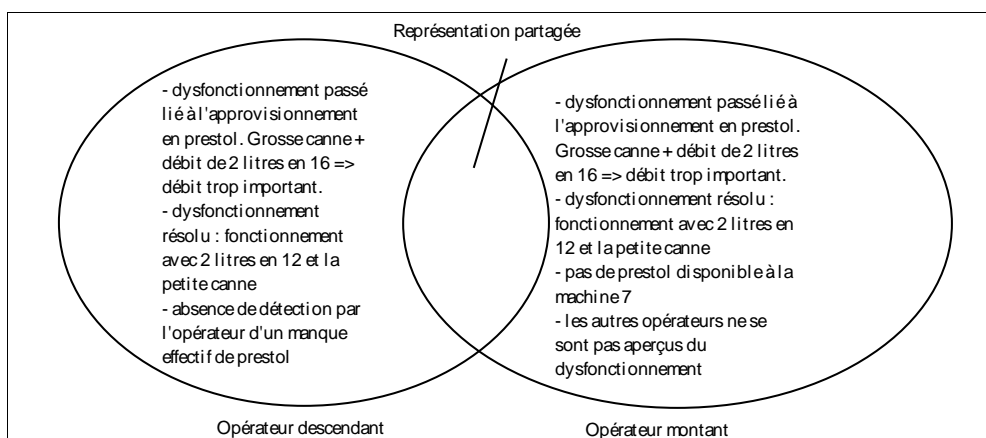 Représentation partagée
- dysfonctionnement passé
lié à l'approvisionnement
en prestol. Grosse canne +
débit de 2 litres en 16 =>
débit trop important.
- dysfonctionnement
résolu : fonctionnement
avec 2 litres en 12 et la
petite canne
- absence de détection par
l'opérateur d'un manque
effectif de prestol
- dysfonctionnement passé lié à
l'approvisionnement en prestol.
Grosse canne + débit de 2 litres
en 16 => débit trop important.
- dysfonctionnement résolu :
fonctionnement avec 2 litres en
12 et la petite canne
- pas de prestol disponible à la
machine 7
- les autres opérateurs ne se
sont pas aperçus du
dysfonctionnement
Opérateur descendant
Opérateur montant